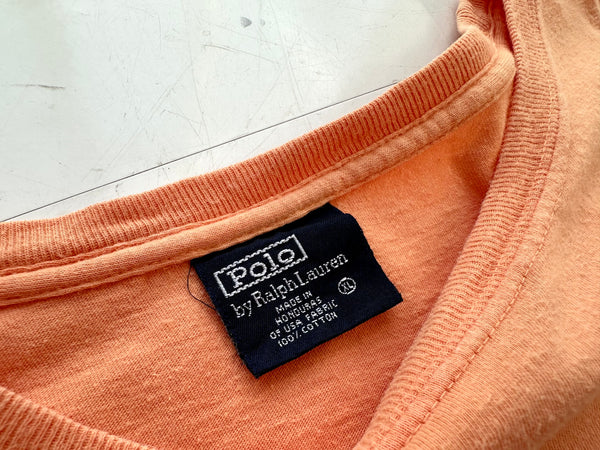 Polo
by Ralph Lauren
MADE IN
HONDURAS
OF USA FABRIC
100% COTTON
XL